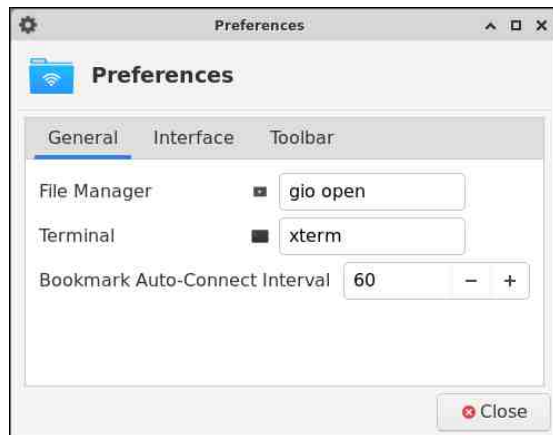 Preferences
Preferences
General Interface Toolbar
File Manager gio open
Terminal xterm
Bookmark Auto-Connect Interval 60 − +
Close